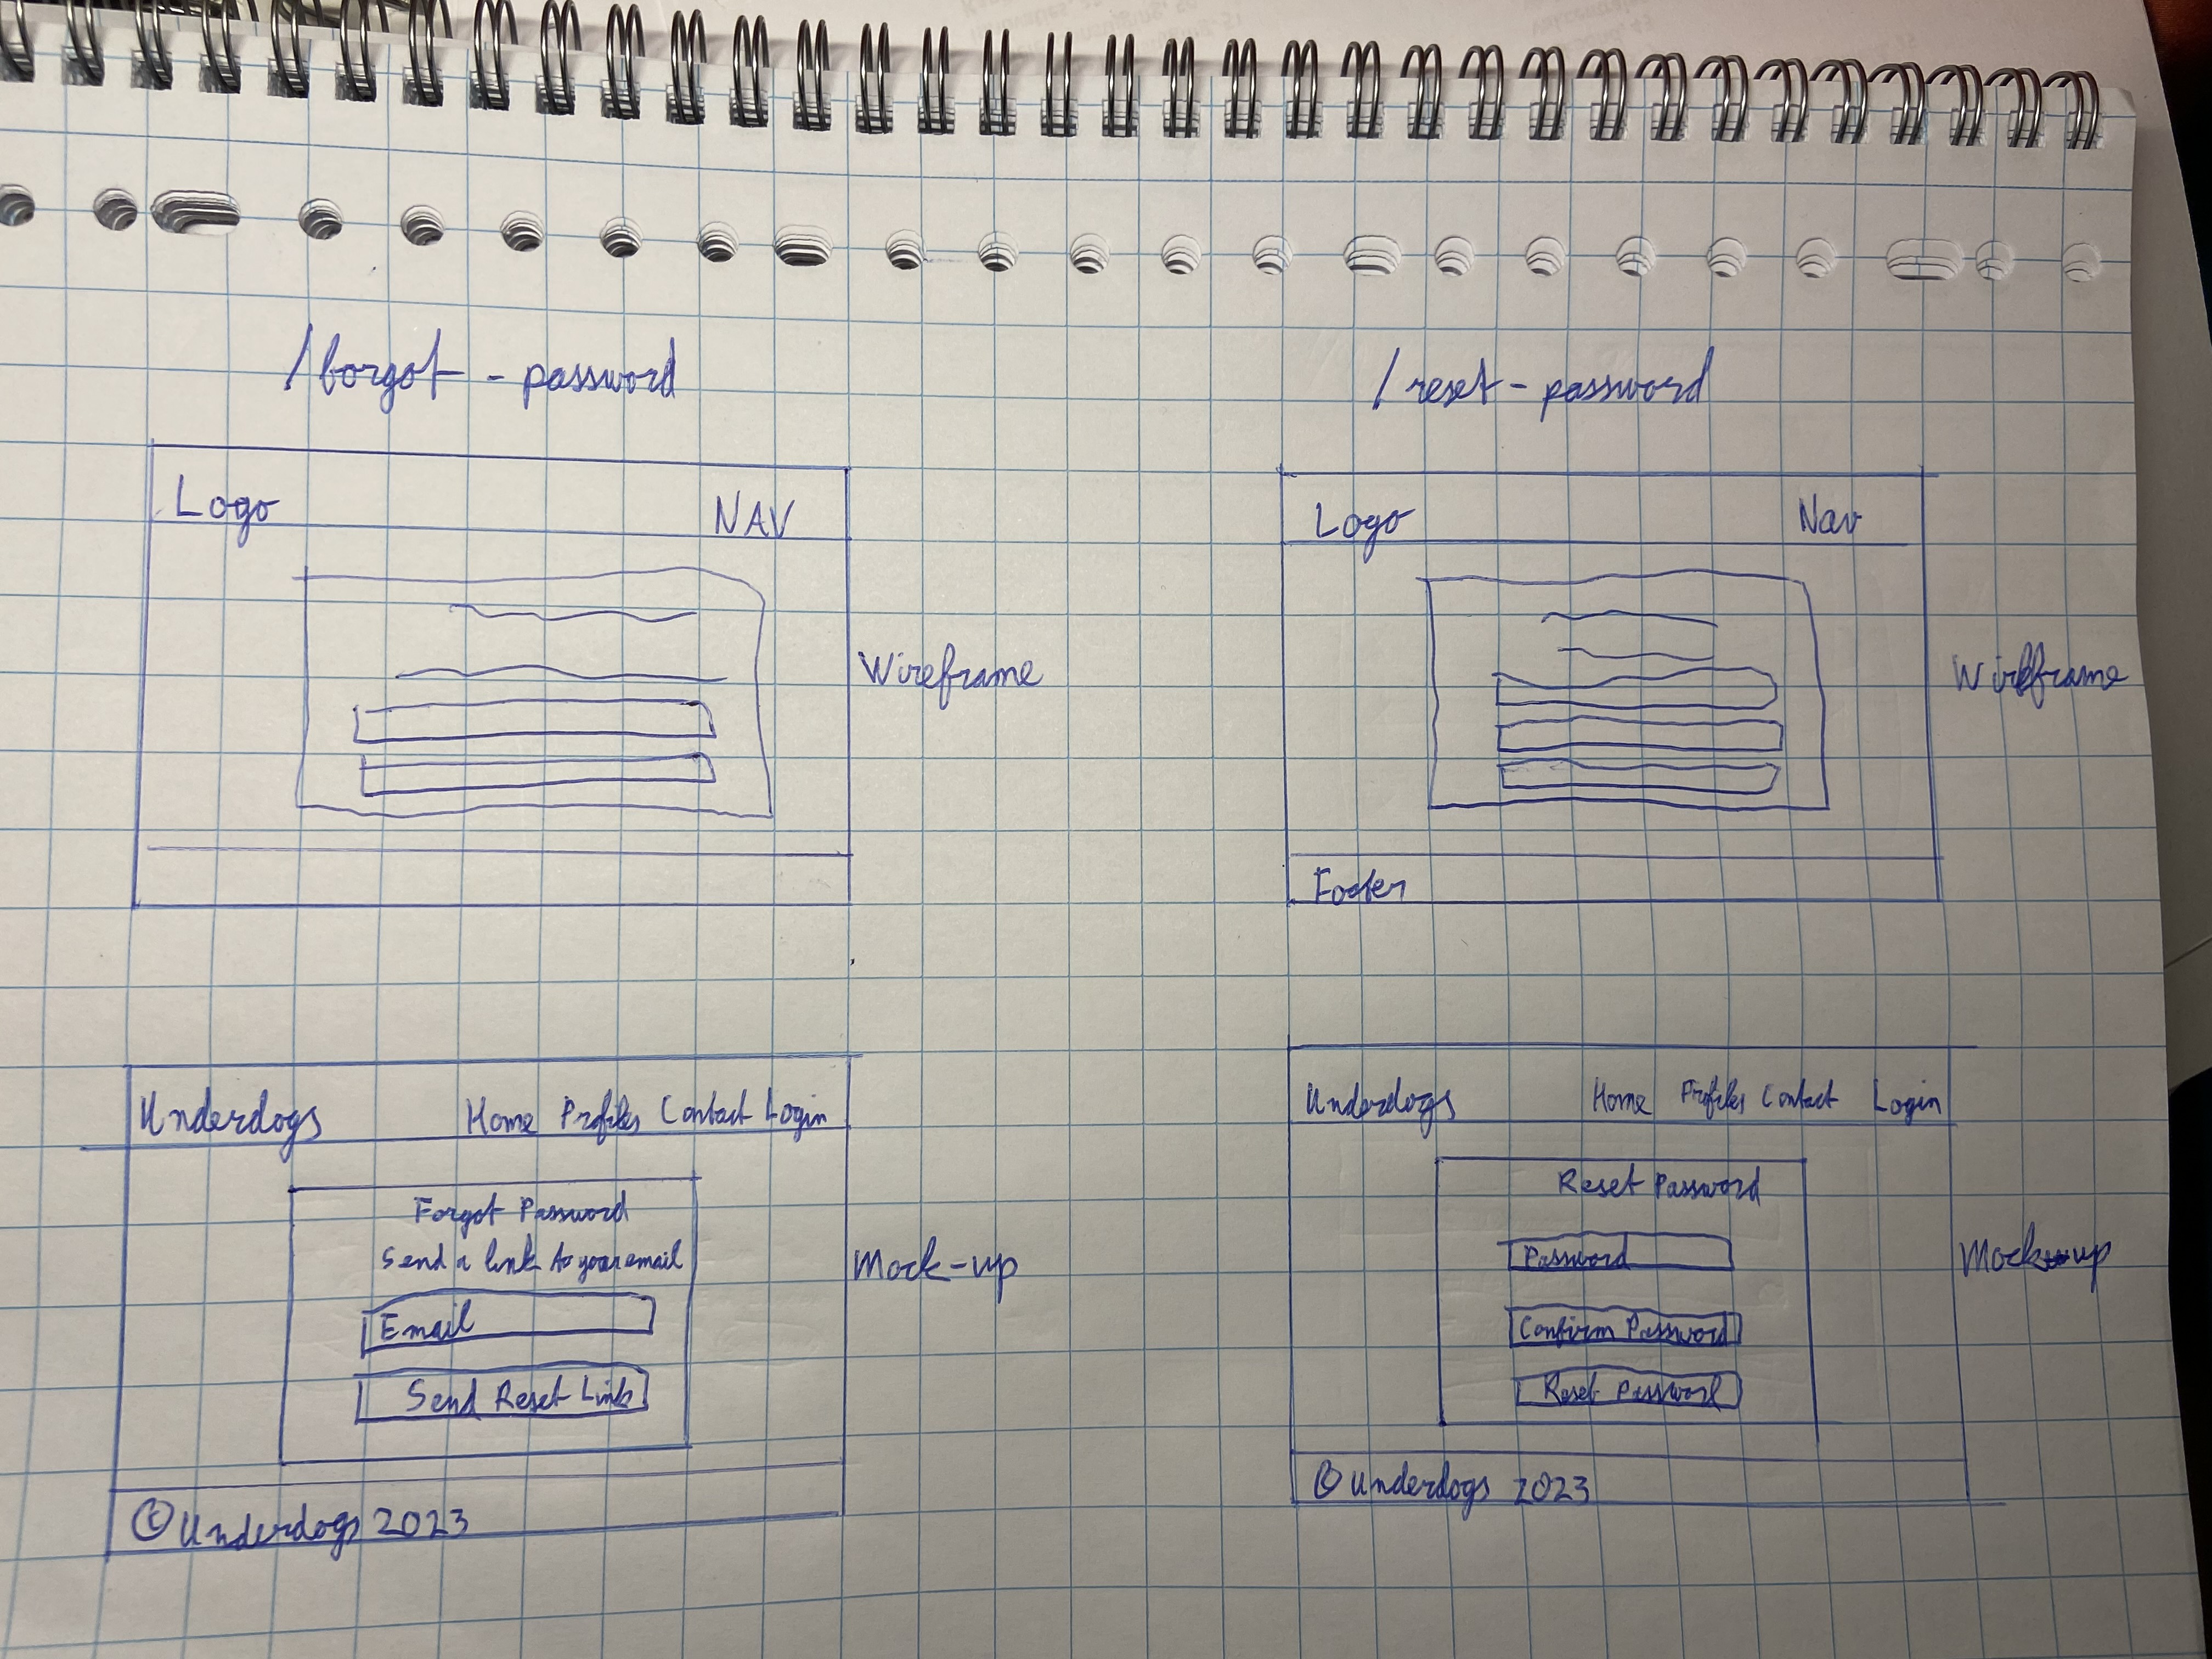 /forgot-password
Logo NAV
Wireframe
Underdogs Home Profiles Contact Login
Forgot Password
Send a link to your email
Email
Send Reset Link
© Underdogs 2023
Mock-up
/reset-password
Logo Nav
Footer
Wireframe
Underdogs Home Profiles Contact Login
Reset Password
Password
Confirm Password
Reset Password
© Underdogs 2023
Mock-up